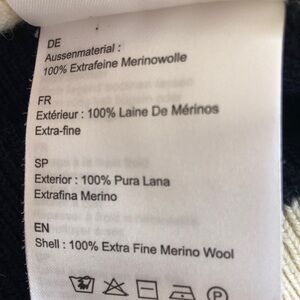 DE
Aussenmaterial :
100% Extrafeine Merinowolle
FR
Extérieur : 100% Laine De Mérinos
Extra-fine
SP
Exterior : 100% Pura Lana
Extrafina Merino
EN
Shell : 100% Extra Fine Merino Wool
P